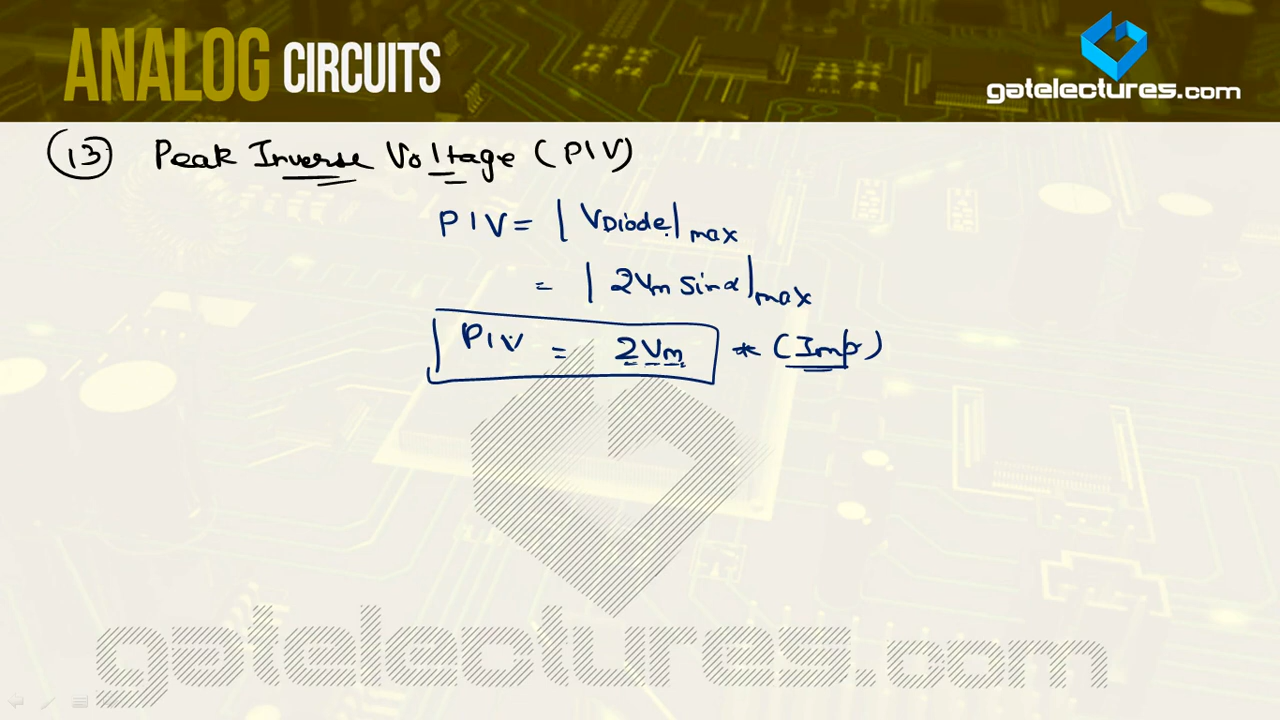 ANALOG CIRCUITS
gatelectures.com
(13) Peak Inverse Voltage (PIV)
PIV = | VDiode | max
= | 2Vm sinα | max
PIV = 2Vm * (Imp)
gatelectures.com